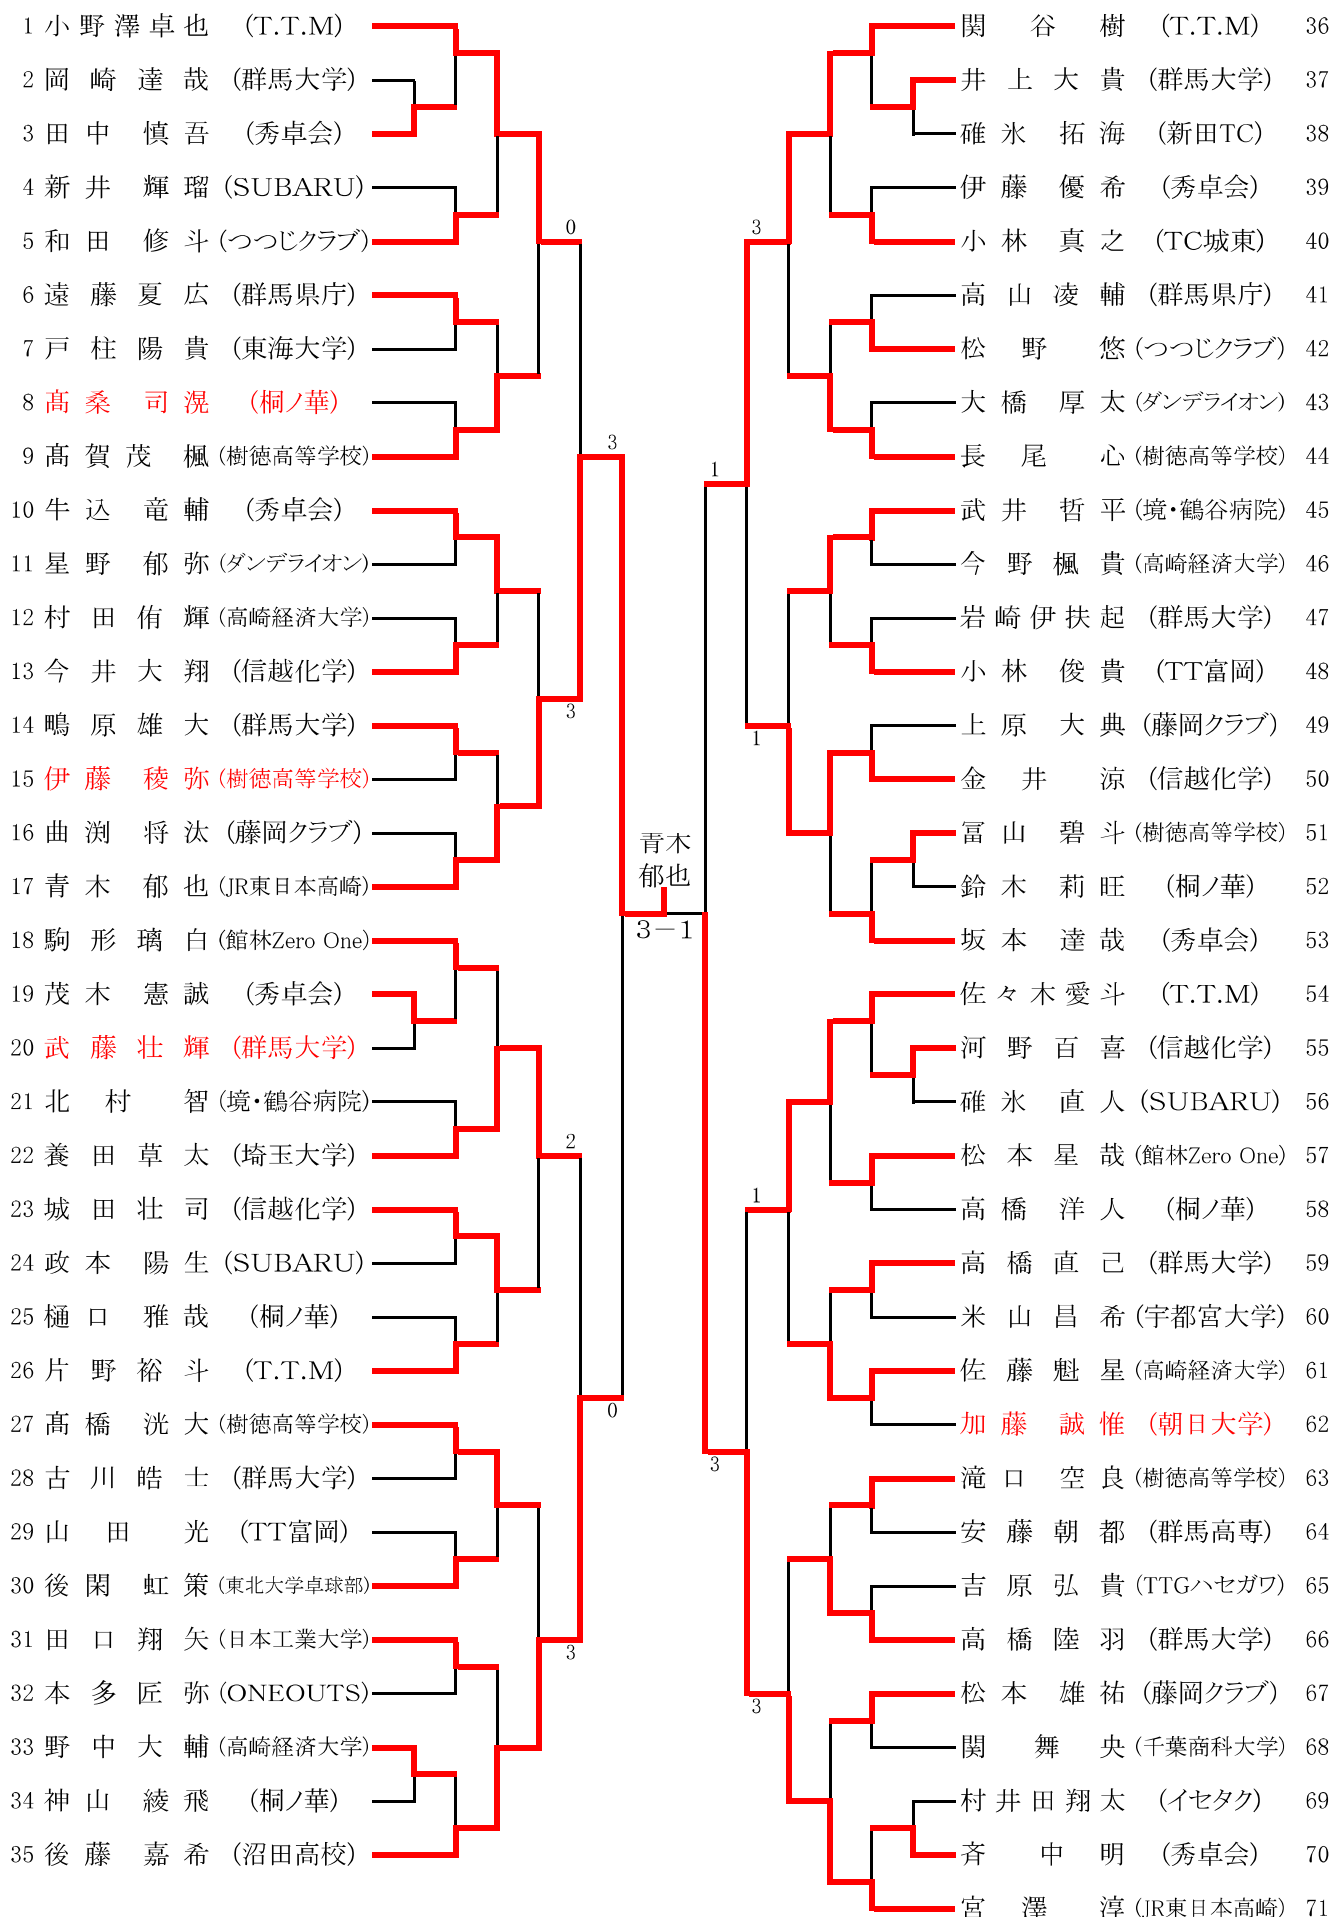 1 小野澤卓也 (T.T.M)
2 岡崎達哉 (群馬大学)
3 田中慎吾 (秀卓会)
4 新井輝瑠 (SUBARU)
5 和田修斗 (つつじクラブ)
6 遠藤夏広 (群馬県庁)
7 戸柱陽貴 (東海大学)
8 髙桑司滉 (桐ノ華)
9 髙賀茂楓 (樹徳高等学校)
10 牛込竜輔 (秀卓会)
11 星野郁弥 (ダンデライオン)
12 村田侑輝 (高崎経済大学)
13 今井大翔 (信越化学)
14 鴫原雄大 (群馬大学)
15 伊藤稜弥 (樹徳高等学校)
16 曲渕将汰 (藤岡クラブ)
17 青木郁也 (JR東日本高崎)
18 駒形璃白 (館林Zero One)
19 茂木憲誠 (秀卓会)
20 武藤壮輝 (群馬大学)
21 北村智 (境・鶴谷病院)
22 養田草太 (埼玉大学)
23 城田壮司 (信越化学)
24 政本陽生 (SUBARU)
25 樋口雅哉 (桐ノ華)
26 片野裕斗 (T.T.M)
27 髙橋洸大 (樹徳高等学校)
28 古川皓士 (群馬大学)
29 山田光 (TT富岡)
30 後閑虹策 (東北大学卓球部)
31 田口翔矢 (日本工業大学)
32 本多匠弥 (ONEOUTS)
33 野中大輔 (高崎経済大学)
34 神山綾飛 (桐ノ華)
35 後藤嘉希 (沼田高校)
0
3
3
2
0
3
青木
郁也
3-1
3
1
1
1
3
3
関谷樹 (T.T.M) 36
井上大貴 (群馬大学) 37
碓氷拓海 (新田TC) 38
伊藤優希 (秀卓会) 39
小林真之 (TC城東) 40
高山凌輔 (群馬県庁) 41
松野悠 (つつじクラブ) 42
大橋厚太 (ダンデライオン) 43
長尾心 (樹徳高等学校) 44
武井哲平 (境・鶴谷病院) 45
今野楓貴 (高崎経済大学) 46
岩崎伊扶起 (群馬大学) 47
小林俊貴 (TT富岡) 48
上原大典 (藤岡クラブ) 49
金井涼 (信越化学) 50
冨山碧斗 (樹徳高等学校) 51
鈴木莉旺 (桐ノ華) 52
坂本達哉 (秀卓会) 53
佐々木愛斗 (T.T.M) 54
河野百喜 (信越化学) 55
碓氷直人 (SUBARU) 56
松本星哉 (館林Zero One) 57
高橋洋人 (桐ノ華) 58
高橋直己 (群馬大学) 59
米山昌希 (宇都宮大学) 60
佐藤魁星 (高崎経済大学) 61
加藤誠惟 (朝日大学) 62
滝口空良 (樹徳高等学校) 63
安藤朝都 (群馬高専) 64
吉原弘貴 (TTGハセガワ) 65
高橋陸羽 (群馬大学) 66
松本雄祐 (藤岡クラブ) 67
関舞央 (千葉商科大学) 68
村井田翔太 (イセタク) 69
斉中明 (秀卓会) 70
宮澤淳 (JR東日本高崎) 71